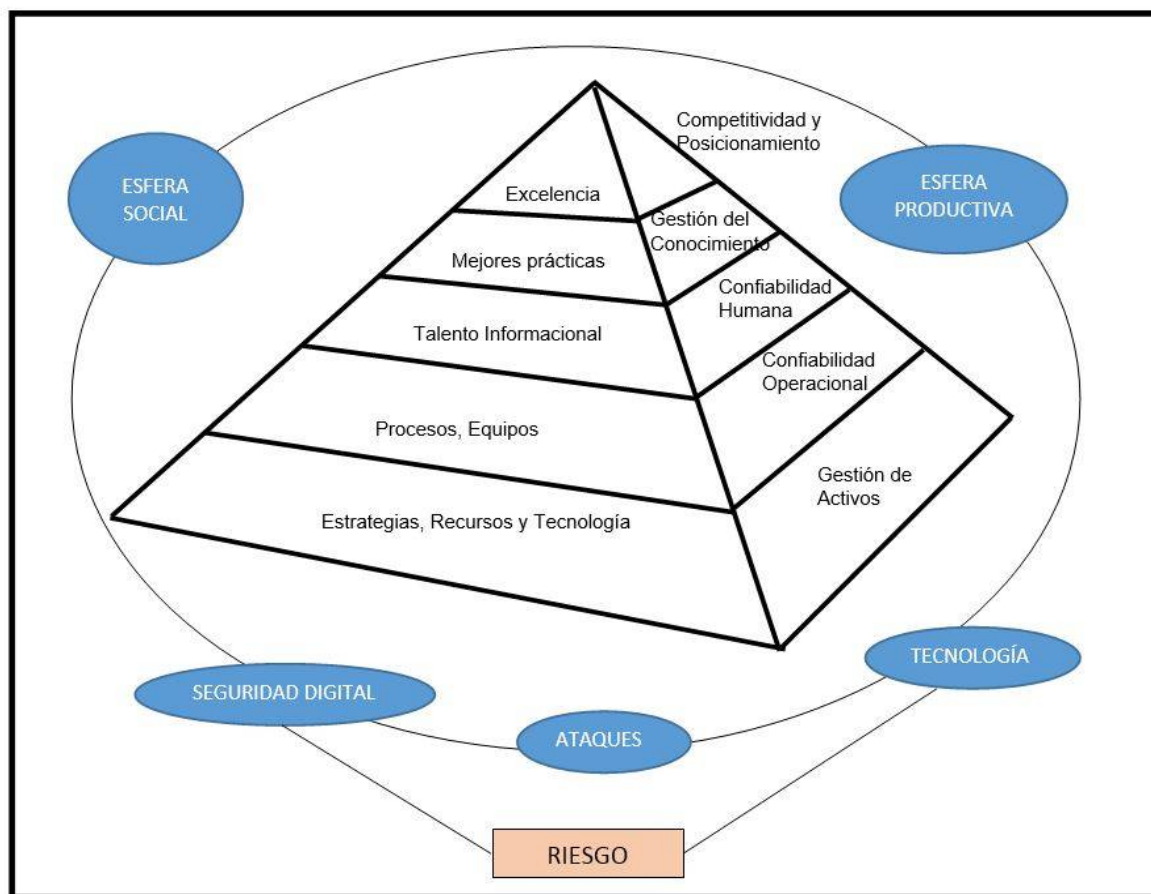 Competitividad y
Posicionamiento
ESFERA
SOCIAL
ESFERA
PRODUCTIVA
Excelencia
Gestión del
Conocimiento
Mejores prácticas
Confiabilidad
Humana
Talento Informacional
Confiabilidad
Operacional
Procesos, Equipos
Gestión de
Activos
Estrategias, Recursos y Tecnología
TECNOLOGÍA
SEGURIDAD DIGITAL
ATAQUES
RIESGO